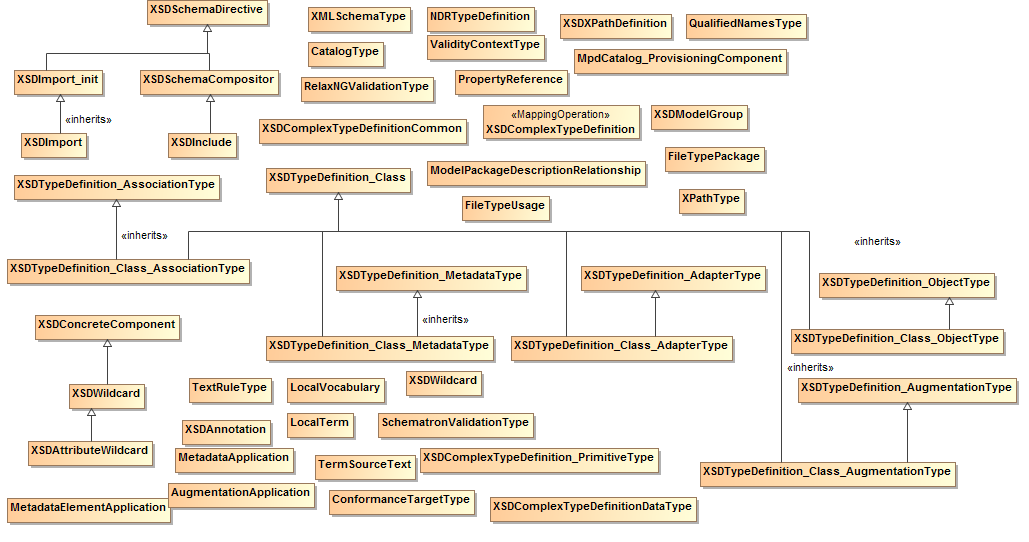 XSDSchemaDirective
XMLSchemaType
NDRTypeDefinition
XSDXPathDefinition
QualifiedNamesType
CatalogType
ValidityContextType
MpdCatalog_ProvisioningComponent
XSDImport_init
XSDSchemaCompositor
RelaxNGValidationType
PropertyReference
«inherits»
XSDComplexTypeDefinitionCommon
«MappingOperation»
XSDComplexTypeDefinition
XSDModelGroup
XSDImport
XSDInclude
FileTypePackage
XSDTypeDefinition_AssociationType
XSDTypeDefinition_Class
ModelPackageDescriptionRelationship
FileTypeUsage
XPathType
«inherits»
«inherits»
XSDTypeDefinition_Class_AssociationType
XSDTypeDefinition_MetadataType
XSDTypeDefinition_AdapterType
XSDTypeDefinition_ObjectType
XSDConcreteComponent
«inherits»
XSDTypeDefinition_Class_MetadataType
XSDTypeDefinition_Class_AdapterType
XSDTypeDefinition_Class_ObjectType
«inherits»
XSDWildcard
TextRuleType
LocalVocabulary
XSDWildcard
XSDTypeDefinition_AugmentationType
XSDAnnotation
LocalTerm
SchematronValidationType
XSDAttributeWildcard
MetadataApplication
TermSourceText
XSDComplexTypeDefinition_PrimitiveType
XSDTypeDefinition_Class_AugmentationType
MetadataElementApplication
AugmentationApplication
ConformanceTargetType
XSDComplexTypeDefinitionDataType